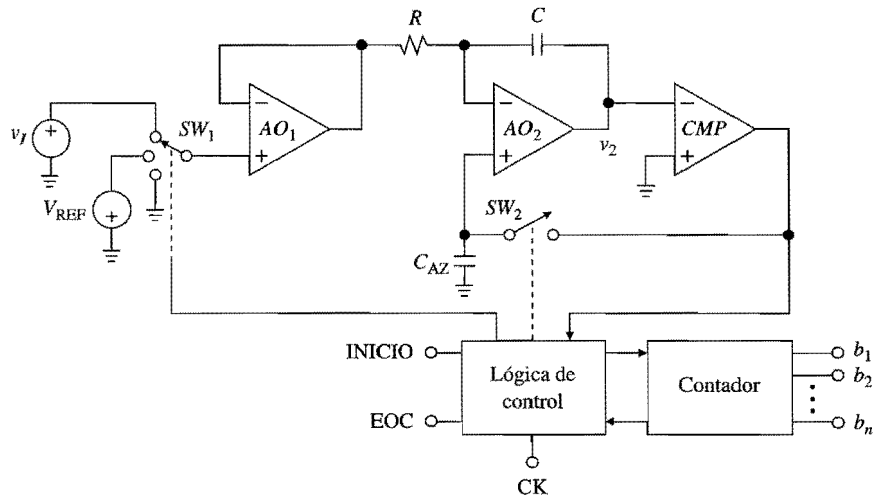 R
C
−
AO1
+
−
AO2
+
−
CMP
+
v2
vI
+
SW1
VREF
+
SW2
CAZ
INICIO
EOC
Lógica de
control
Contador
b1
b2
bn
CK